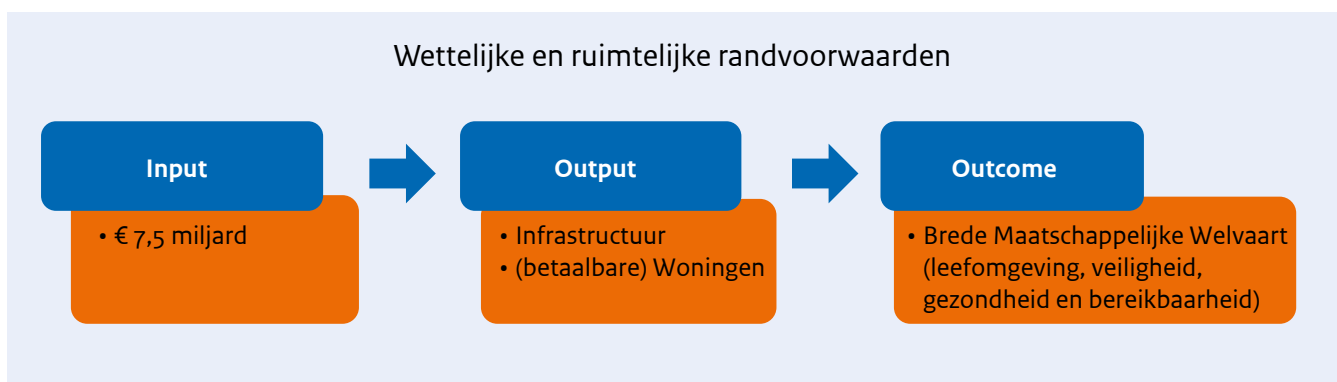 Wettelijke en ruimtelijke randvoorwaarden
Input
• € 7,5 miljard
Output
• Infrastructuur
• (betaalbare) Woningen
Outcome
• Brede Maatschappelijke Welvaart
(leefomgeving, veiligheid,
gezondheid en bereikbaarheid)